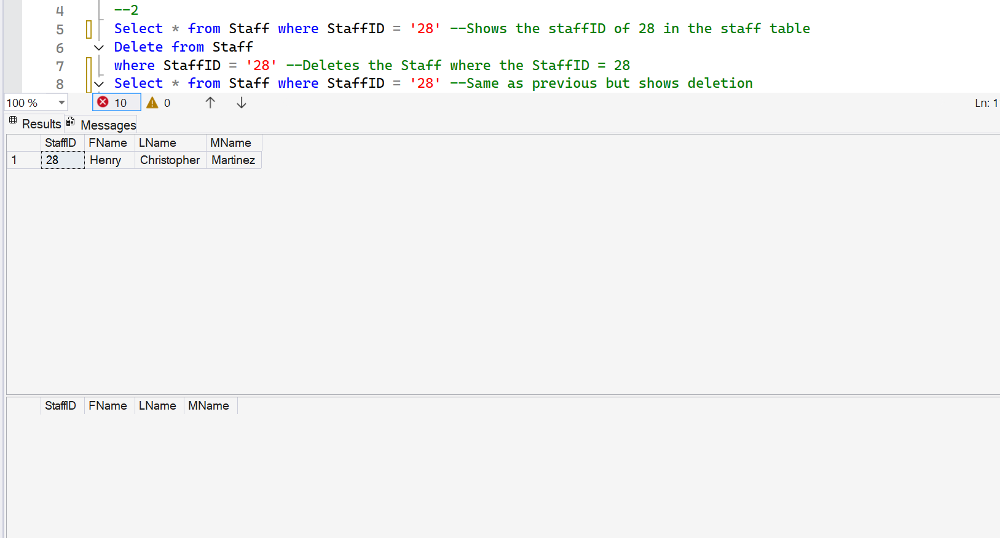 4 --2
5 Select * from Staff where StaffID = '28' --Shows the staffID of 28 in the staff table
6 Delete from Staff
7 where StaffID = '28' --Deletes the Staff where the StaffID = 28
8 Select * from Staff where StaffID = '28' --Same as previous but shows deletion
100 % 10 0 Ln: 1
Results Messages
StaffID FName LName MName
1 28 Henry Christopher Martinez
StaffID FName LName MName